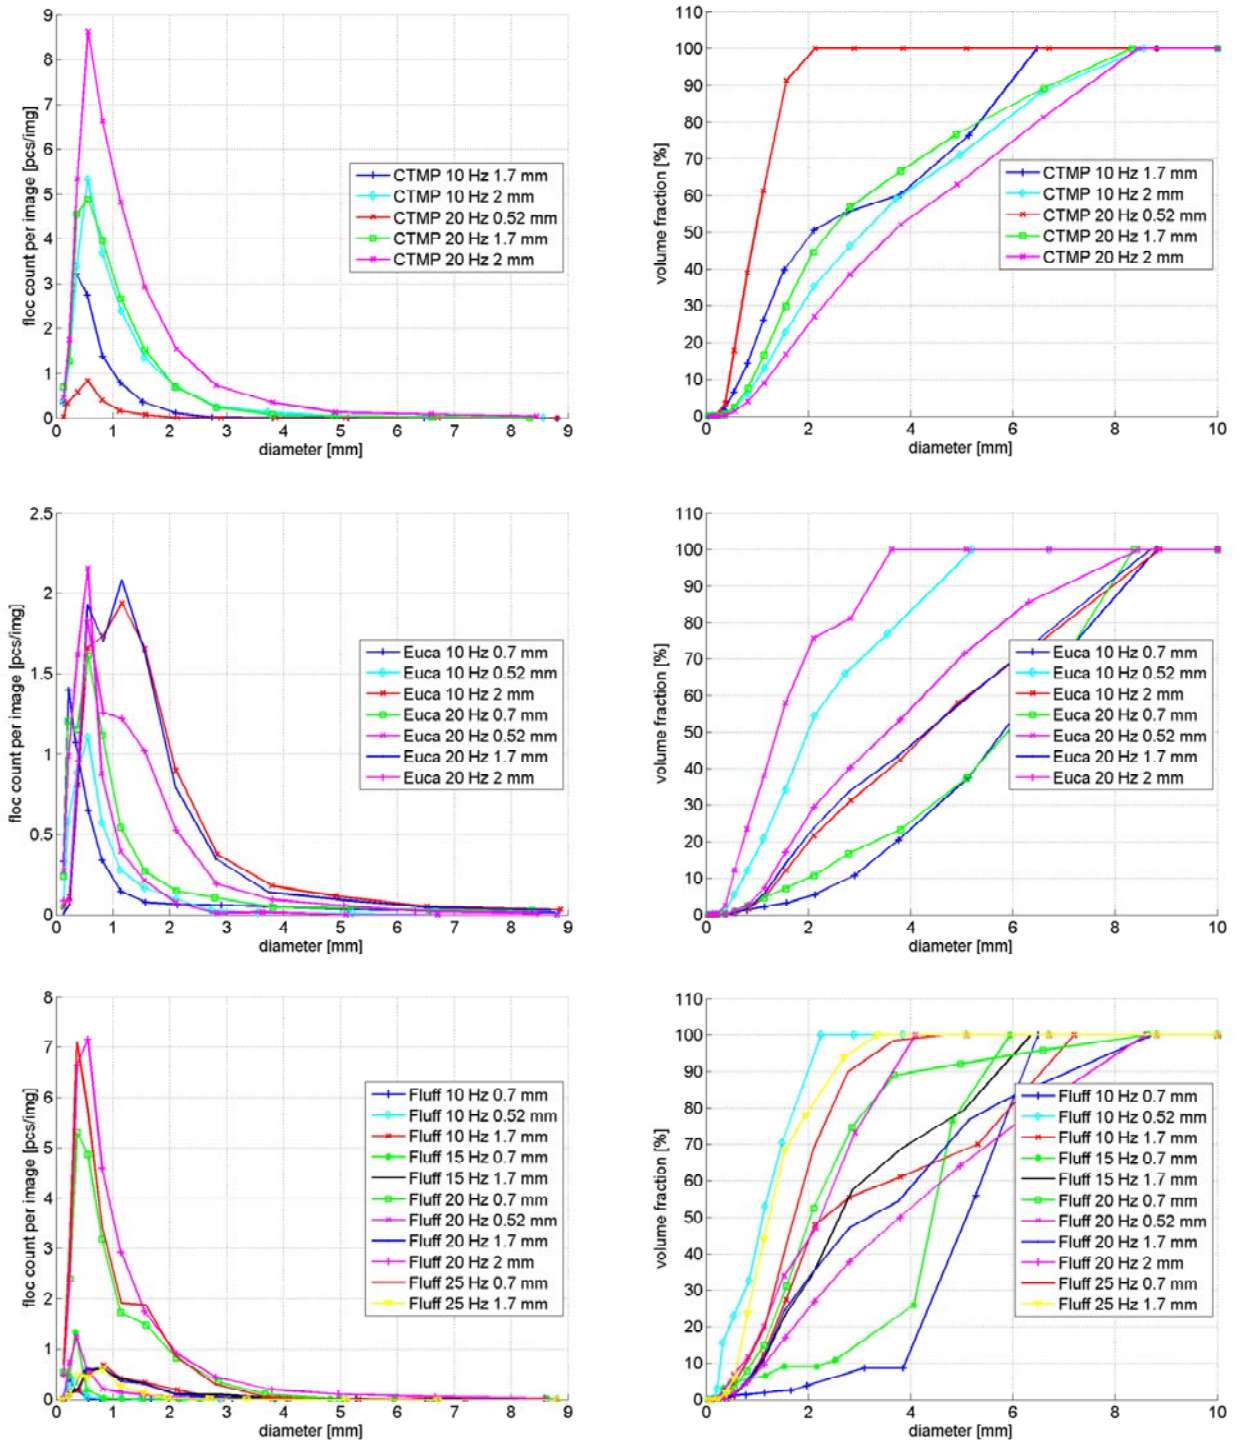 9
8
7
6
5
4
3
2
1
0
floc count per image [pcs/img]
CTMP 10 Hz 1.7 mm
CTMP 10 Hz 2 mm
CTMP 20 Hz 0.52 mm
CTMP 20 Hz 1.7 mm
CTMP 20 Hz 2 mm
0 1 2 3 4 5 6 7 8 9
diameter [mm]
110
100
90
80
70
60
50
40
30
20
10
0
volume fraction [%]
CTMP 10 Hz 1.7 mm
CTMP 10 Hz 2 mm
CTMP 20 Hz 0.52 mm
CTMP 20 Hz 1.7 mm
CTMP 20 Hz 2 mm
0 2 4 6 8 10
diameter [mm]
2.5
2
1.5
1
0.5
0
floc count per image [pcs/img]
Euca 10 Hz 0.7 mm
Euca 10 Hz 0.52 mm
Euca 10 Hz 2 mm
Euca 20 Hz 0.7 mm
Euca 20 Hz 0.52 mm
Euca 20 Hz 1.7 mm
Euca 20 Hz 2 mm
0 1 2 3 4 5 6 7 8 9
diameter [mm]
110
100
90
80
70
60
50
40
30
20
10
0
volume fraction [%]
Euca 10 Hz 0.7 mm
Euca 10 Hz 0.52 mm
Euca 10 Hz 2 mm
Euca 20 Hz 0.7 mm
Euca 20 Hz 0.52 mm
Euca 20 Hz 1.7 mm
Euca 20 Hz 2 mm
0 2 4 6 8 10
diameter [mm]
8
7
6
5
4
3
2
1
0
floc count per image [pcs/img]
Fluff 10 Hz 0.7 mm
Fluff 10 Hz 0.52 mm
Fluff 10 Hz 1.7 mm
Fluff 15 Hz 0.7 mm
Fluff 15 Hz 1.7 mm
Fluff 20 Hz 0.7 mm
Fluff 20 Hz 0.52 mm
Fluff 20 Hz 1.7 mm
Fluff 20 Hz 2 mm
Fluff 25 Hz 0.7 mm
Fluff 25 Hz 1.7 mm
0 1 2 3 4 5 6 7 8 9
diameter [mm]
110
100
90
80
70
60
50
40
30
20
10
0
volume fraction [%]
Fluff 10 Hz 0.7 mm
Fluff 10 Hz 0.52 mm
Fluff 10 Hz 1.7 mm
Fluff 15 Hz 0.7 mm
Fluff 15 Hz 1.7 mm
Fluff 20 Hz 0.7 mm
Fluff 20 Hz 0.52 mm
Fluff 20 Hz 1.7 mm
Fluff 20 Hz 2 mm
Fluff 25 Hz 0.7 mm
Fluff 25 Hz 1.7 mm
0 2 4 6 8 10
diameter [mm]